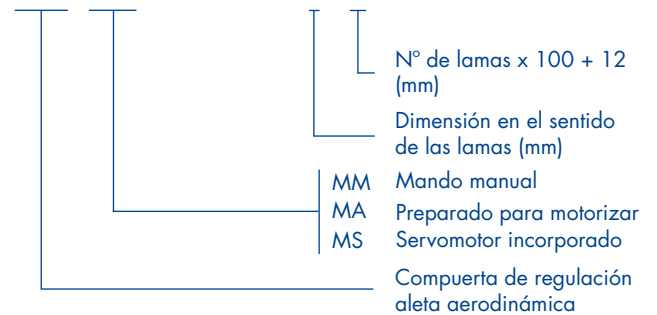 Nº de lamas x 100 + 12
(mm)
Dimensión en el sentido
de las lamas (mm)
MM Mando manual
MA Preparado para motorizar
MS Servomotor incorporado
Compuerta de regulación
aleta aerodinámica